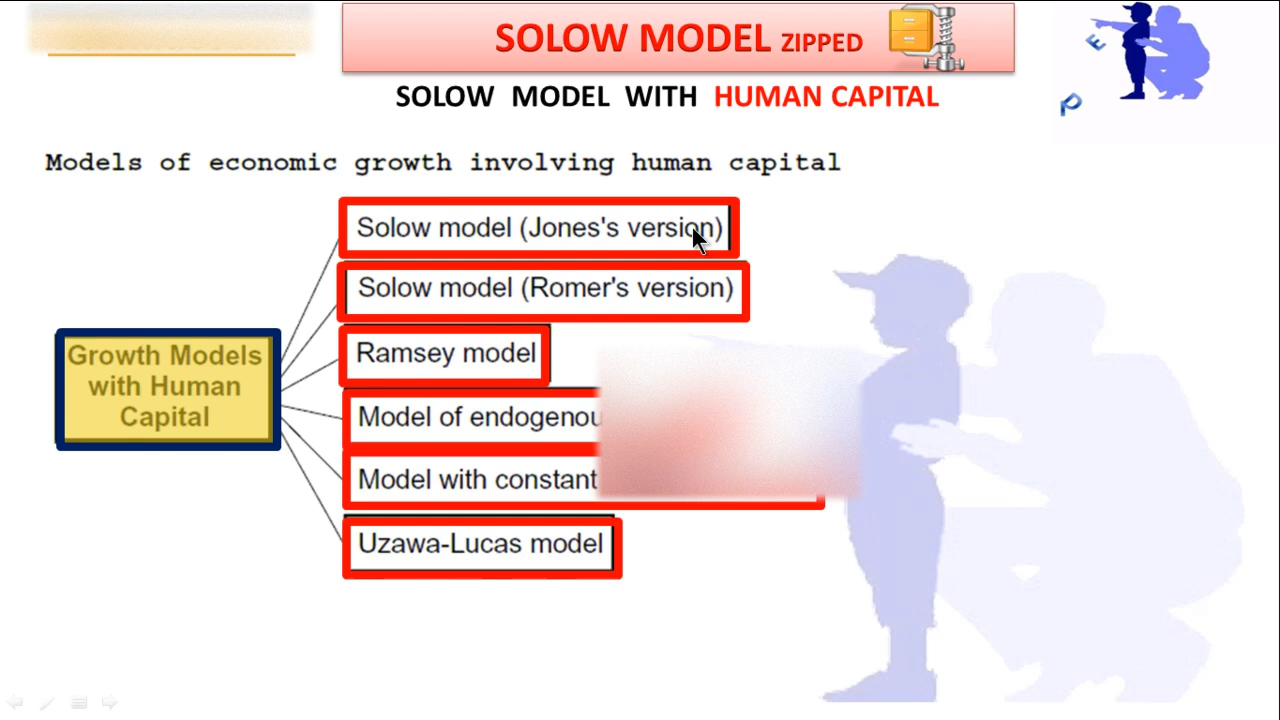 SOLOW MODEL ZIPPED
SOLOW MODEL WITH HUMAN CAPITAL
E
P
Models of economic growth involving human capital
Solow model (Jones's version)
Solow model (Romer's version)
Ramsey model
Growth Models
with Human
Capital
Model of
Model with constant
Uzawa-Lucas model